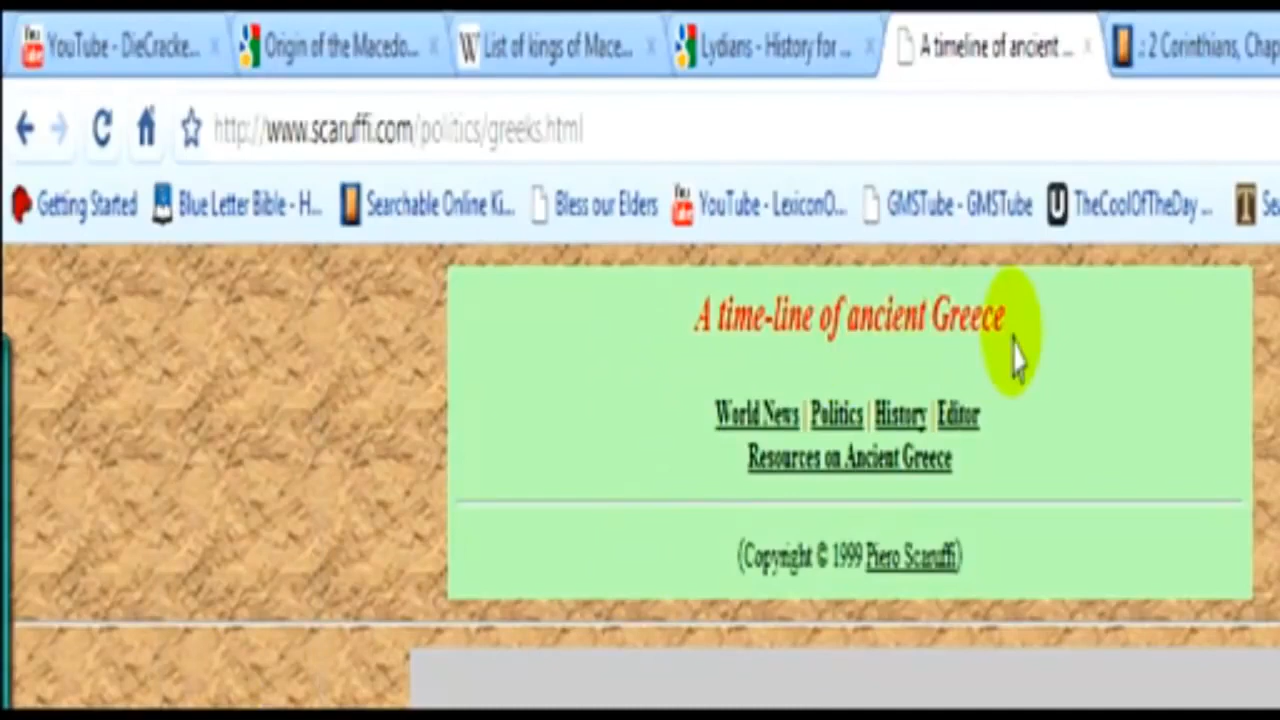 YouTube - DieCracke... Origin of the Macedo... List of kings of Mace... Lydians - History for ... A timeline of ancient ... .: 2 Corinthians, Chap
http://www.scaruffi.com/politics/greeks.html
Getting Started Blue Letter Bible - H... Searchable Online Ki... Bless our Elders YouTube - LexiconO... GMSTube - GMSTube TheCoolOfTheDay ... Se
A time-line of ancient Greece
World News | Politics | History | Editor
Resources on Ancient Greece
(Copyright © 1999 Piero Scaruffi)